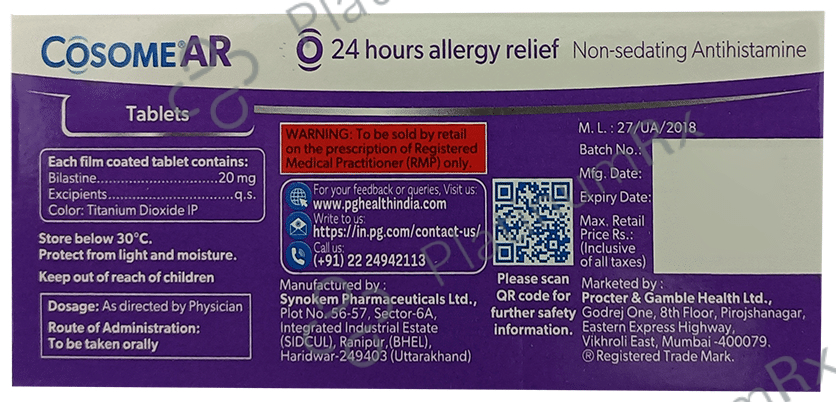 COSOME®AR
24 hours allergy relief Non-sedating Antihistamine
Tablets
Each film coated tablet contains:
Bilastine..............................20 mg
Excipients................................q.s.
Color: Titanium Dioxide IP
Store below 30°C.
Protect from light and moisture.
Keep out of reach of children
Dosage: As directed by Physician
Route of Administration:
To be taken orally
WARNING: To be sold by retail
on the prescription of Registered
Medical Practitioner (RMP) only.
For your feedback or queries, Visit us:
www.pghealthindia.com
Write to us:
https://in.pg.com/contact-us/
Call us:
(+91) 22 24942113
Manufactured by :
Synokem Pharmaceuticals Ltd.,
Plot No. 56-57, Sector-6A,
Integrated Industrial Estate
(SIDCUL), Ranipur,(BHEL),
Haridwar-249403 (Uttarakhand)
Please scan
QR code for
further safety
information.
M. L. : 27/UA/2018
Batch No.:
Mfg. Date:
Expiry Date:
Max. Retail
Price Rs.:
(Inclusive
of all taxes)
Marketed by :
Procter & Gamble Health Ltd.,
Godrej One, 8th Floor, Pirojshanagar,
Eastern Express Highway,
Vikhroli East, Mumbai -400079.
® Registered Trade Mark.
PlatinumRx
PlatinumRx